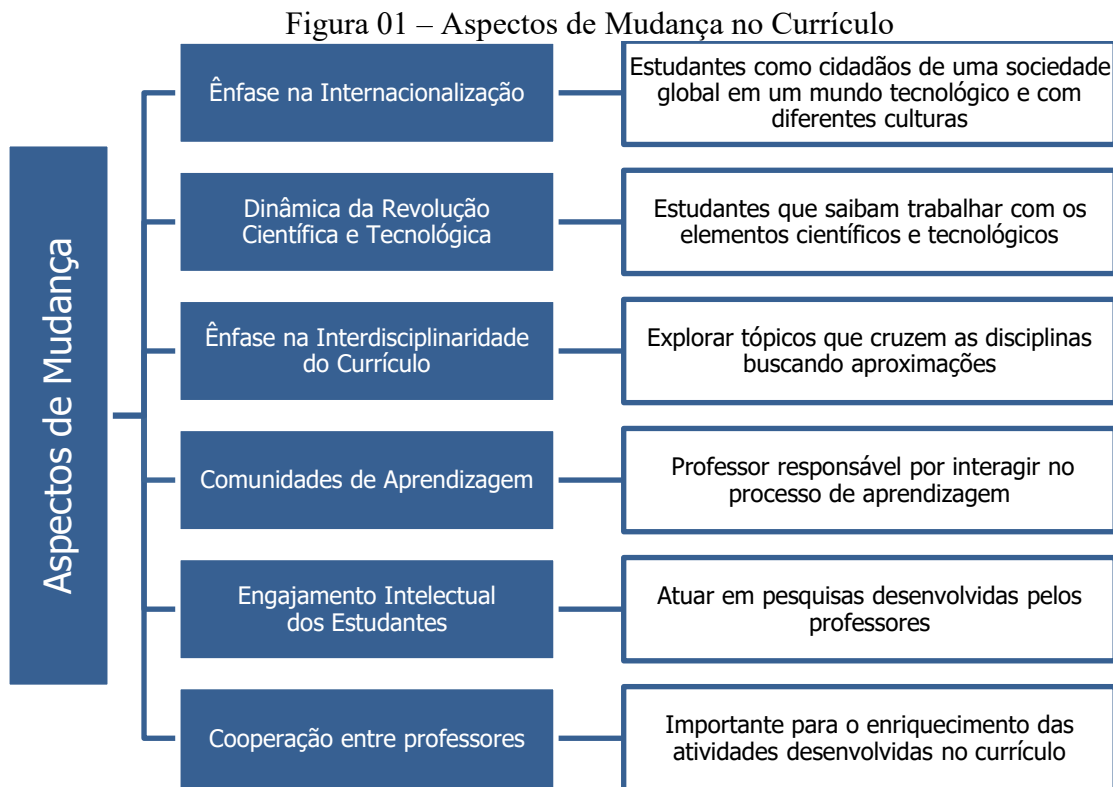 Figura 01 – Aspectos de Mudança no Currículo
Aspectos de Mudança
Ênfase na Internacionalização
Estudantes como cidadãos de uma sociedade
global em um mundo tecnológico e com
diferentes culturas
Dinâmica da Revolução
Científica e Tecnológica
Estudantes que saibam trabalhar com os
elementos científicos e tecnológicos
Ênfase na Interdisciplinaridade
do Currículo
Explorar tópicos que cruzem as disciplinas
buscando aproximações
Comunidades de Aprendizagem
Professor responsável por interagir no
processo de aprendizagem
Engajamento Intelectual
dos Estudantes
Atuar em pesquisas desenvolvidas pelos
professores
Cooperação entre professores
Importante para o enriquecimento das
atividades desenvolvidas no currículo